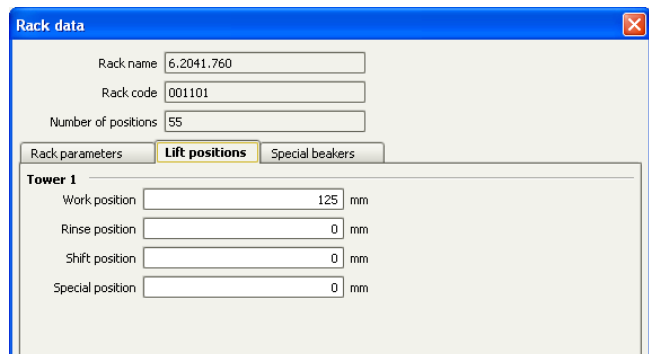 Rack data
Rack name 6.2041.760
Rack code 001101
Number of positions 55
Rack parameters Lift positions Special beakers
Tower 1
Work position 125 mm
Rinse position 0 mm
Shift position 0 mm
Special position 0 mm